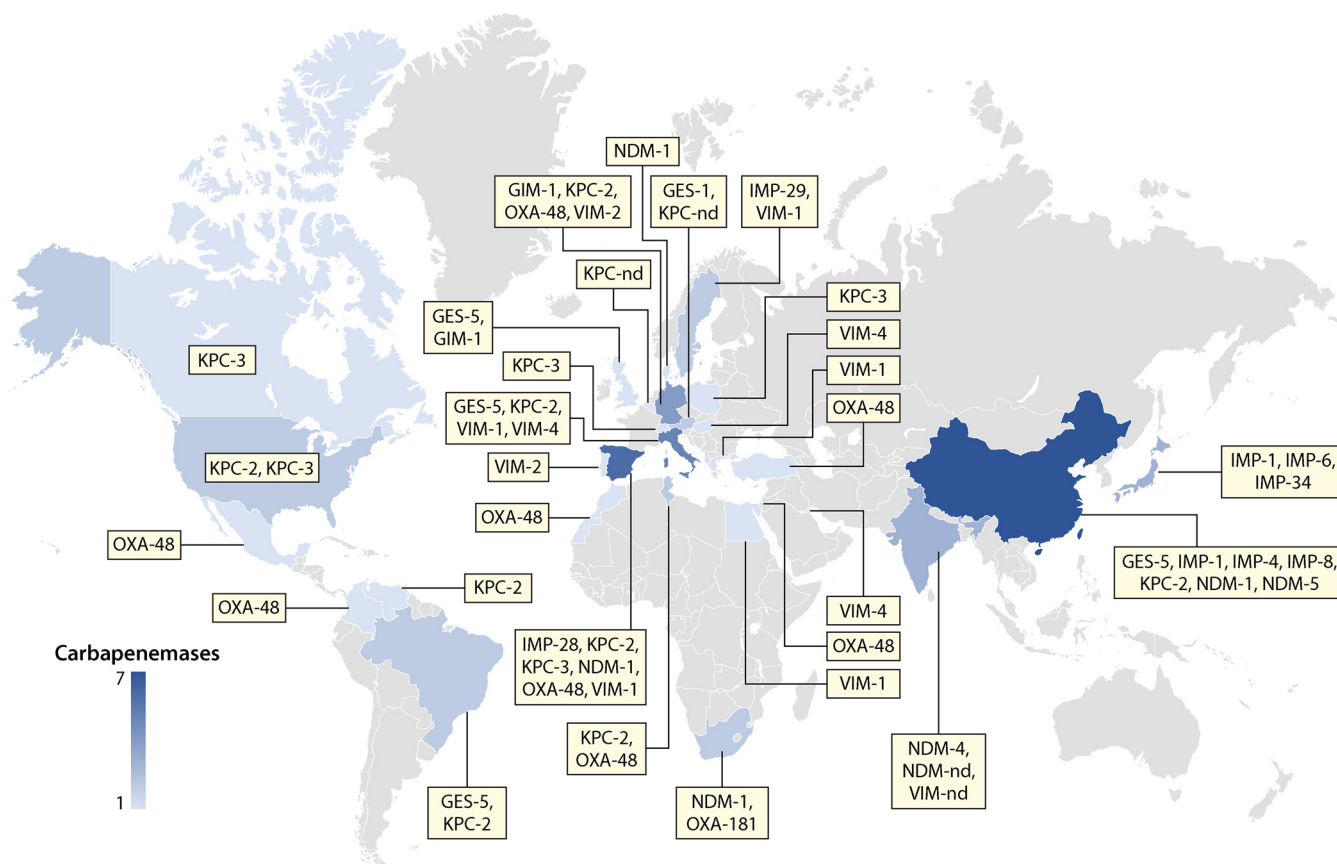 NDM-1
GIM-1, KPC-2,
OXA-48, VIM-2
GES-1,
KPC-nd
IMP-29,
VIM-1
KPC-nd
KPC-3
GES-5,
GIM-1
VIM-4
KPC-3
KPC-3
VIM-1
GES-5, KPC-2,
VIM-1, VIM-4
OXA-48
KPC-2, KPC-3
VIM-2
IMP-1, IMP-6,
IMP-34
OXA-48
OXA-48
GES-5, IMP-1, IMP-4, IMP-8,
KPC-2, NDM-1, NDM-5
KPC-2
OXA-48
VIM-4
IMP-28, KPC-2,
KPC-3, NDM-1,
OXA-48, VIM-1
OXA-48
VIM-1
Carbapenemases
7
1
KPC-2,
OXA-48
NDM-4,
NDM-nd,
VIM-nd
GES-5,
KPC-2
NDM-1,
OXA-181